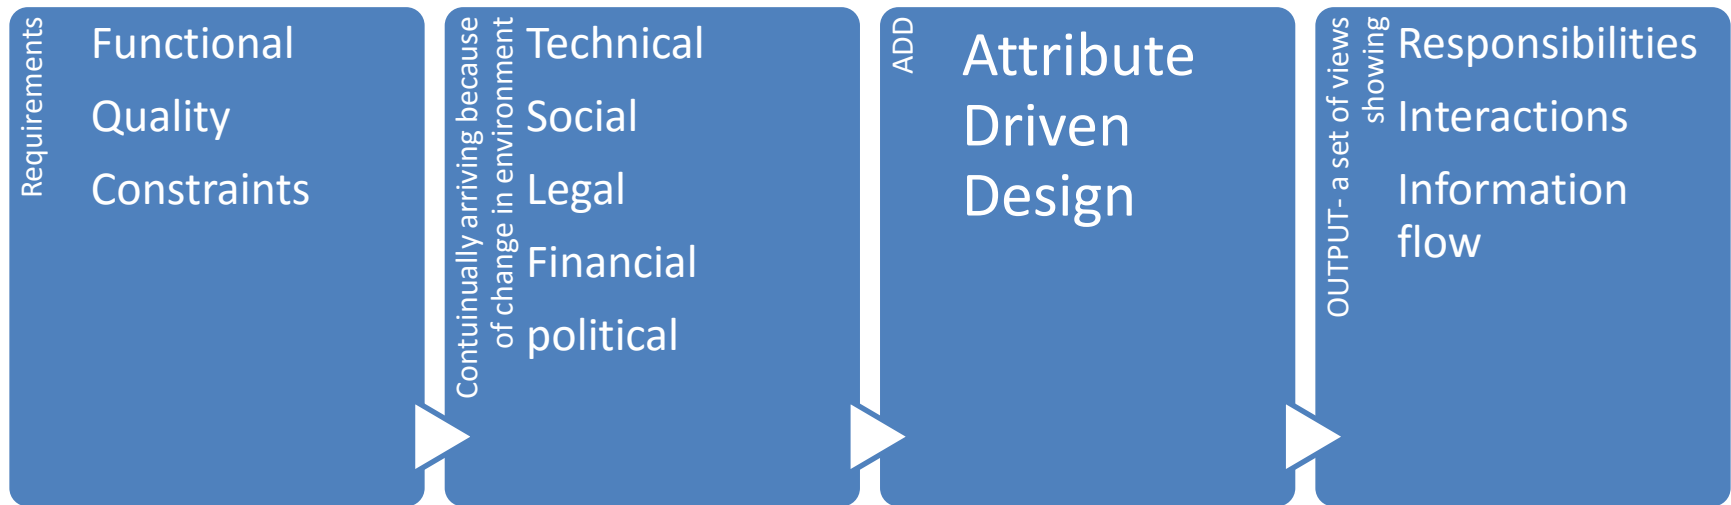 Requirements
Functional
Quality
Constraints
Contuinually arriving because
of change in environment
Technical
Social
Legal
Financial
political
ADD
Attribute
Driven
Design
OUTPUT- a set of views
showing
Responsibilities
Interactions
Information
flow